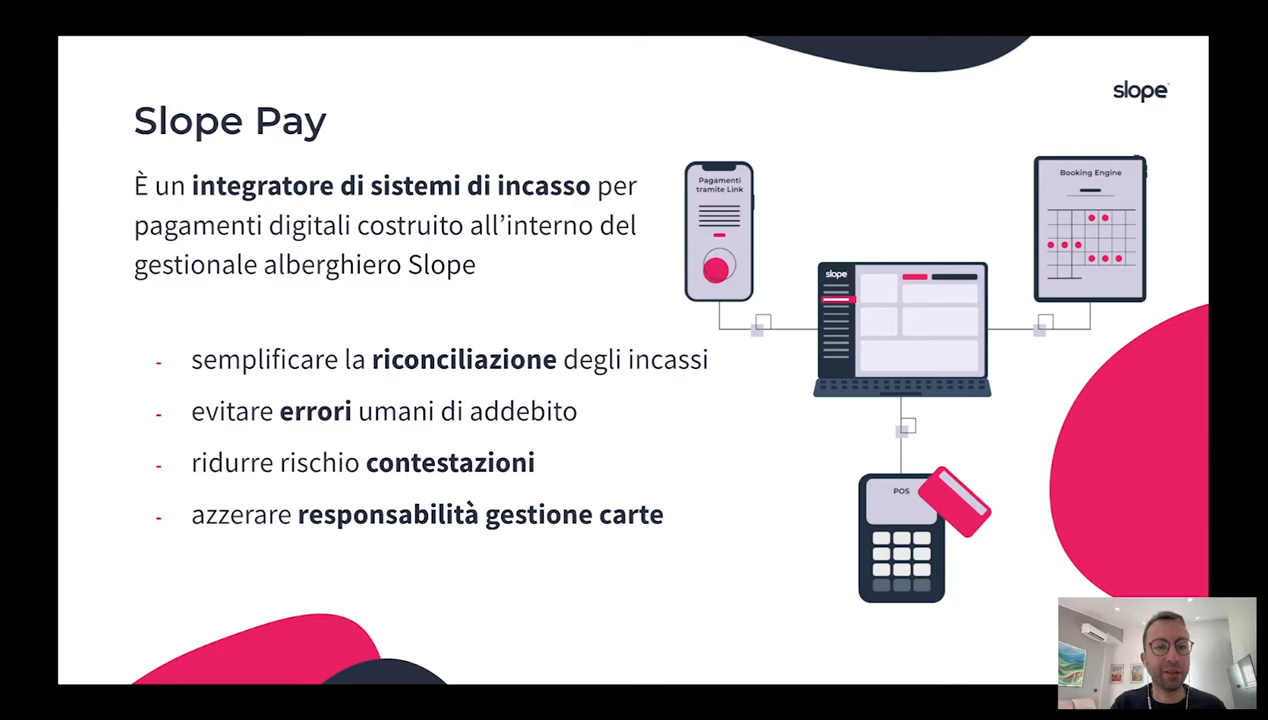 slope
Slope Pay
È un integratore di sistemi di incasso per
pagamenti digitali costruito all'interno del
gestionale alberghiero Slope
- semplificare la riconciliazione degli incassi
- evitare errori umani di addebito
- ridurre rischio contestazioni
- azzerare responsabilità gestione carte
Pagamenti
tramite Link
Booking Engine
slope
POS